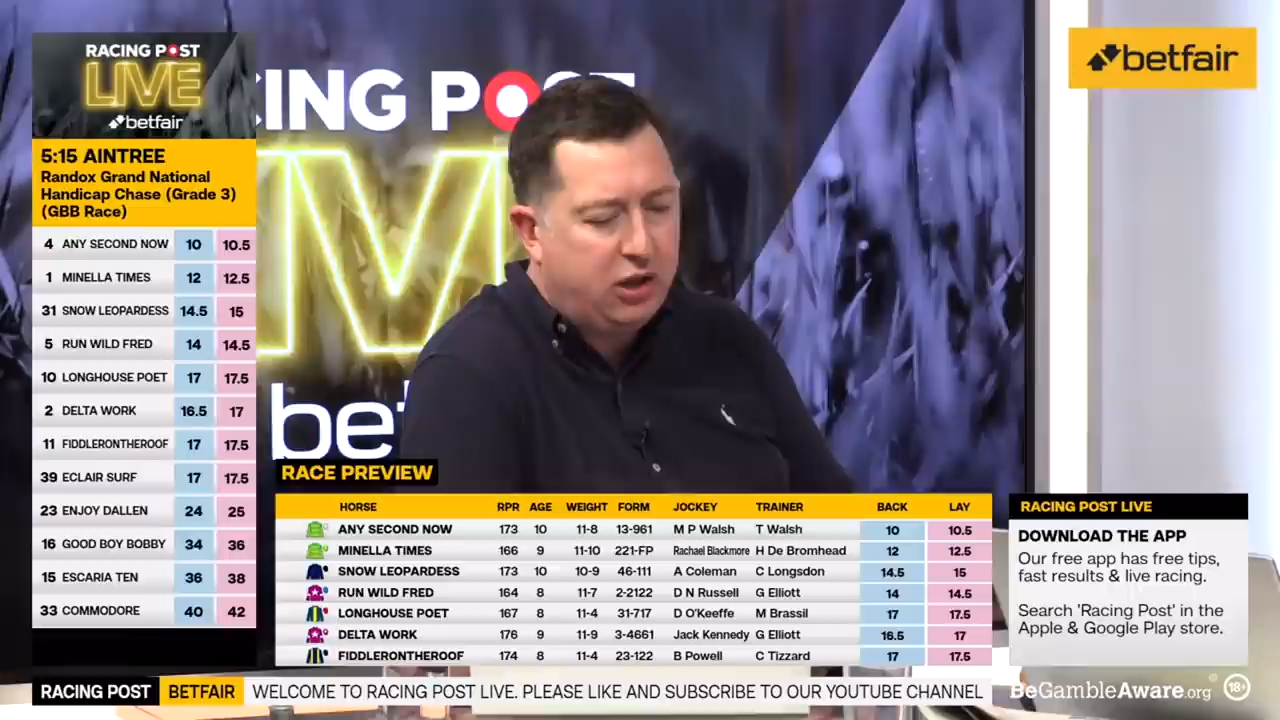 RACING POST
LIVE
betfair
5:15 AINTREE
Randox Grand National
Handicap Chase (Grade 3)
(GBB Race)
4 ANY SECOND NOW 10 10.5
1 MINELLA TIMES 12 12.5
31 SNOW LEOPARDESS 14.5 15
5 RUN WILD FRED 14 14.5
10 LONGHOUSE POET 17 17.5
2 DELTA WORK 16.5 17
11 FIDDLERONTHEROOF 17 17.5
39 ECLAIR SURF 17 17.5
23 ENJOY DALLEN 24 25
16 GOOD BOY BOBBY 34 36
15 ESCARIA TEN 36 38
33 COMMODORE 40 42
CING POST
betfair
bet
RACE PREVIEW
HORSE RPR AGE WEIGHT FORM JOCKEY TRAINER BACK LAY
ANY SECOND NOW 173 10 11-8 13-961 M P Walsh T Walsh 10 10.5
MINELLA TIMES 166 9 11-10 221-FP Rachael Blackmore H De Bromhead 12 12.5
SNOW LEOPARDESS 173 10 10-9 46-111 A Coleman C Longsdon 14.5 15
RUN WILD FRED 164 8 11-7 2-2122 D N Russell G Elliott 14 14.5
LONGHOUSE POET 167 8 11-4 31-717 D O'Keeffe M Brassil 17 17.5
DELTA WORK 176 9 11-9 3-4661 Jack Kennedy G Elliott 16.5 17
FIDDLERONTHEROOF 174 8 11-4 23-122 B Powell C Tizzard 17 17.5
RACING POST LIVE
DOWNLOAD THE APP
Our free app has free tips,
fast results & live racing.
Search 'Racing Post' in the
Apple & Google Play store.
RACING POST BETFAIR WELCOME TO RACING POST LIVE. PLEASE LIKE AND SUBSCRIBE TO OUR YOUTUBE CHANNEL
BeGambleAware.org 18+